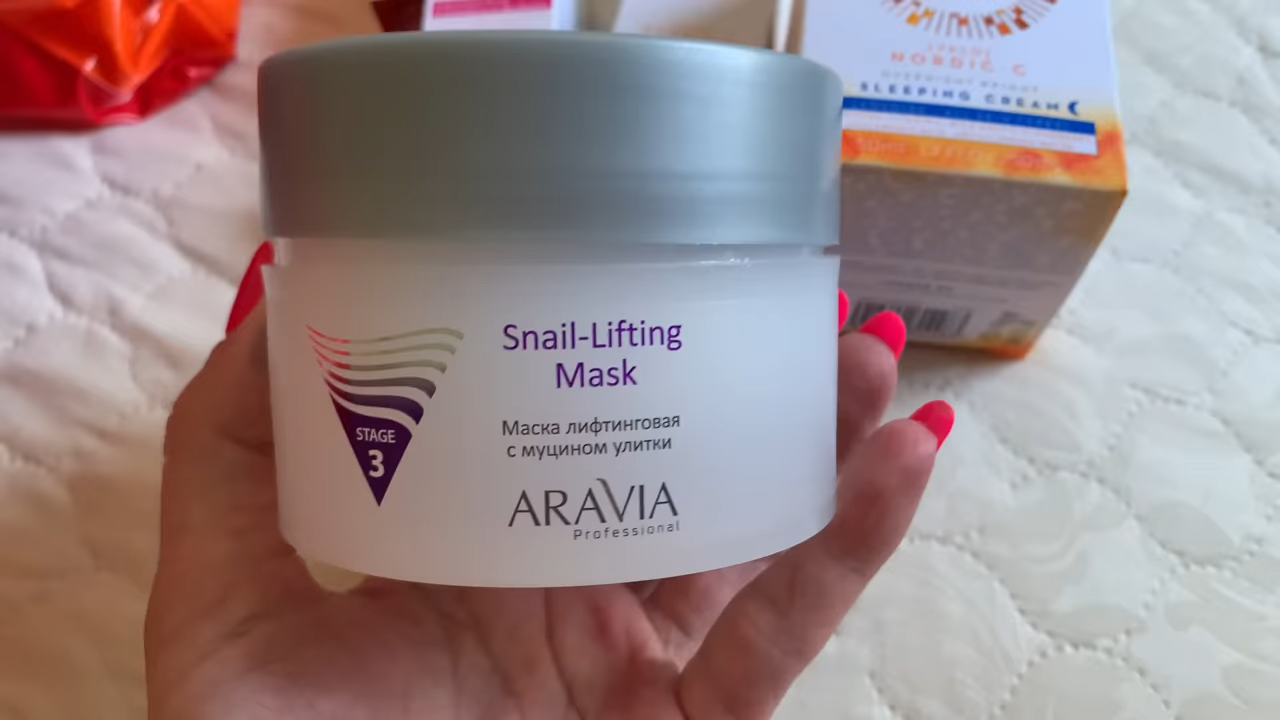 NORDIC C
SLEEPING CREAM
Snail-Lifting
Mask
STAGE
3
Маска лифтинговая
с муцином улитки
ARAVIA
Professional